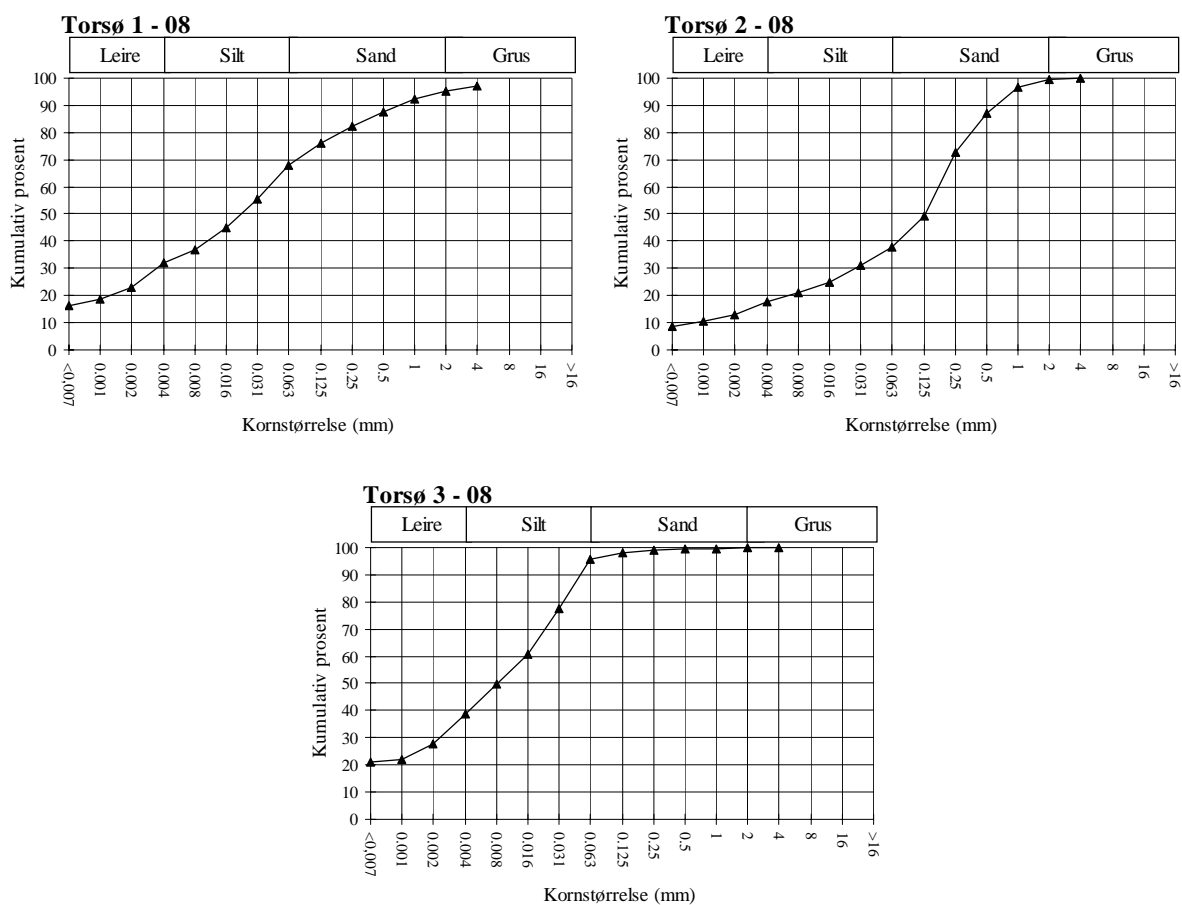 Torsø 1 - 08
Leire Silt Sand Grus
100
90
80
70
60
50
40
30
20
10
0
Kumulativ prosent
<0,007 0.001 0.002 0.004 0.008 0.016 0.031 0.063 0.125 0.25 0.5 1 2 4 8 16 >16
Kornstørrelse (mm)
Torsø 2 - 08
Leire Silt Sand Grus
100
90
80
70
60
50
40
30
20
10
0
Kumulativ prosent
<0,007 0.001 0.002 0.004 0.008 0.016 0.031 0.063 0.125 0.25 0.5 1 2 4 8 16 >16
Kornstørrelse (mm)
Torsø 3 - 08
Leire Silt Sand Grus
100
90
80
70
60
50
40
30
20
10
0
Kumulativ prosent
<0,007 0.001 0.002 0.004 0.008 0.016 0.031 0.063 0.125 0.25 0.5 1 2 4 8 16 >16
Kornstørrelse (mm)